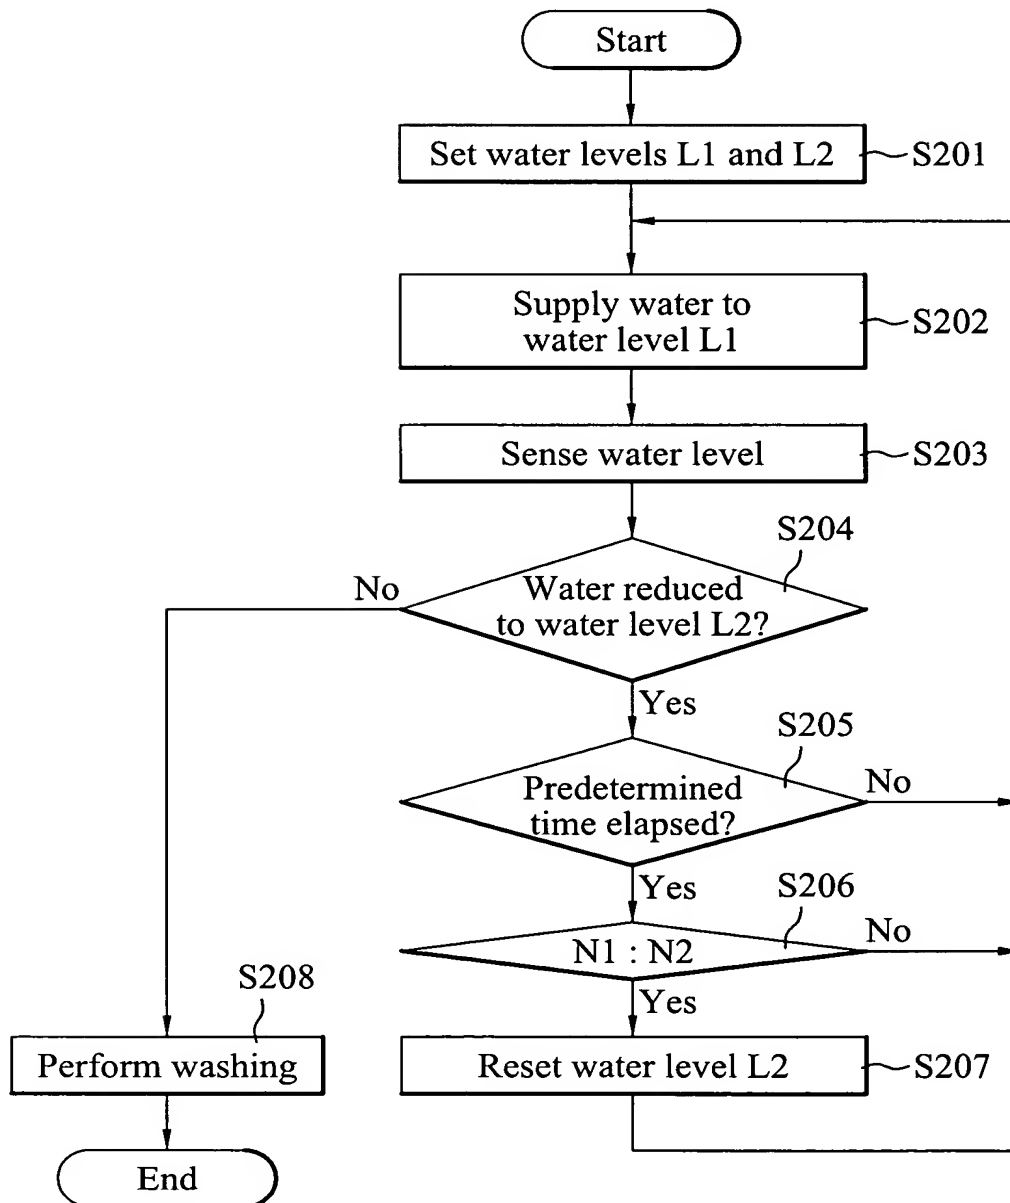 Start
Set water levels L1 and L2
S201
Supply water to
water level L1
S202
Sense water level
S203
S204
No
Water reduced
to water level L2?
Yes
S205
No
Predetermined
time elapsed?
Yes
S206
No
N1 : N2
Yes
S208
Perform washing
Reset water level L2
S207
End